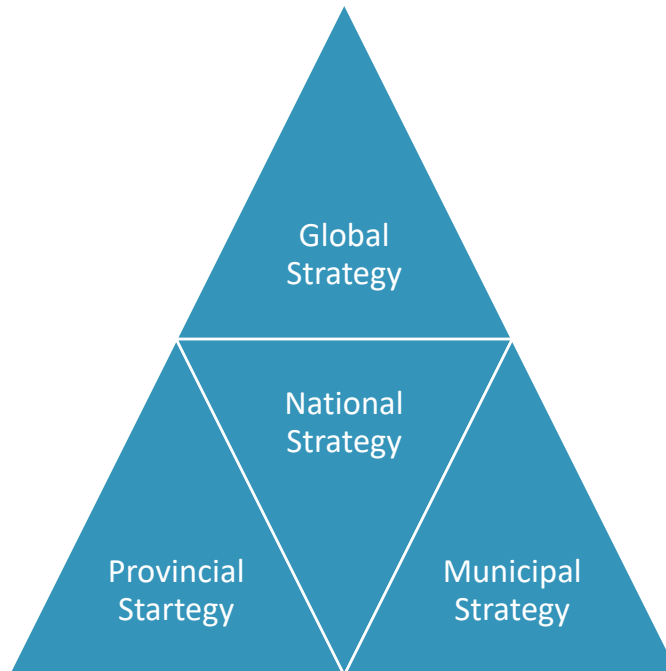 Global
Strategy
National
Strategy
Provincial
Startegy
Municipal
Strategy